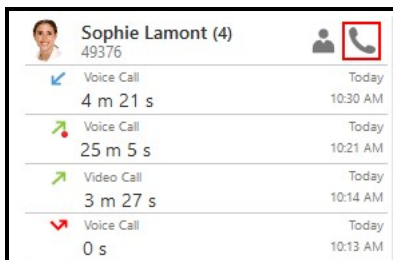 Sophie Lamont (4)
49376
Voice Call Today
4 m 21 s 10:30 AM
Voice Call Today
25 m 5 s 10:21 AM
Video Call Today
3 m 27 s 10:14 AM
Voice Call Today
0 s 10:13 AM